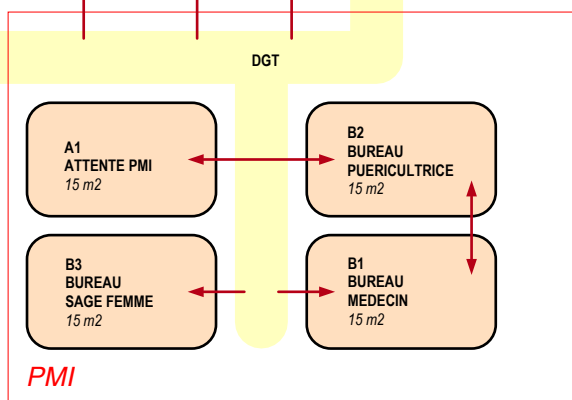 DGT
A1
ATTENTE PMI
15 m2
B2
BUREAU
PUERICULTRICE
15 m2
B3
BUREAU
SAGE FEMME
15 m2
B1
BUREAU
MEDECIN
15 m2
PMI